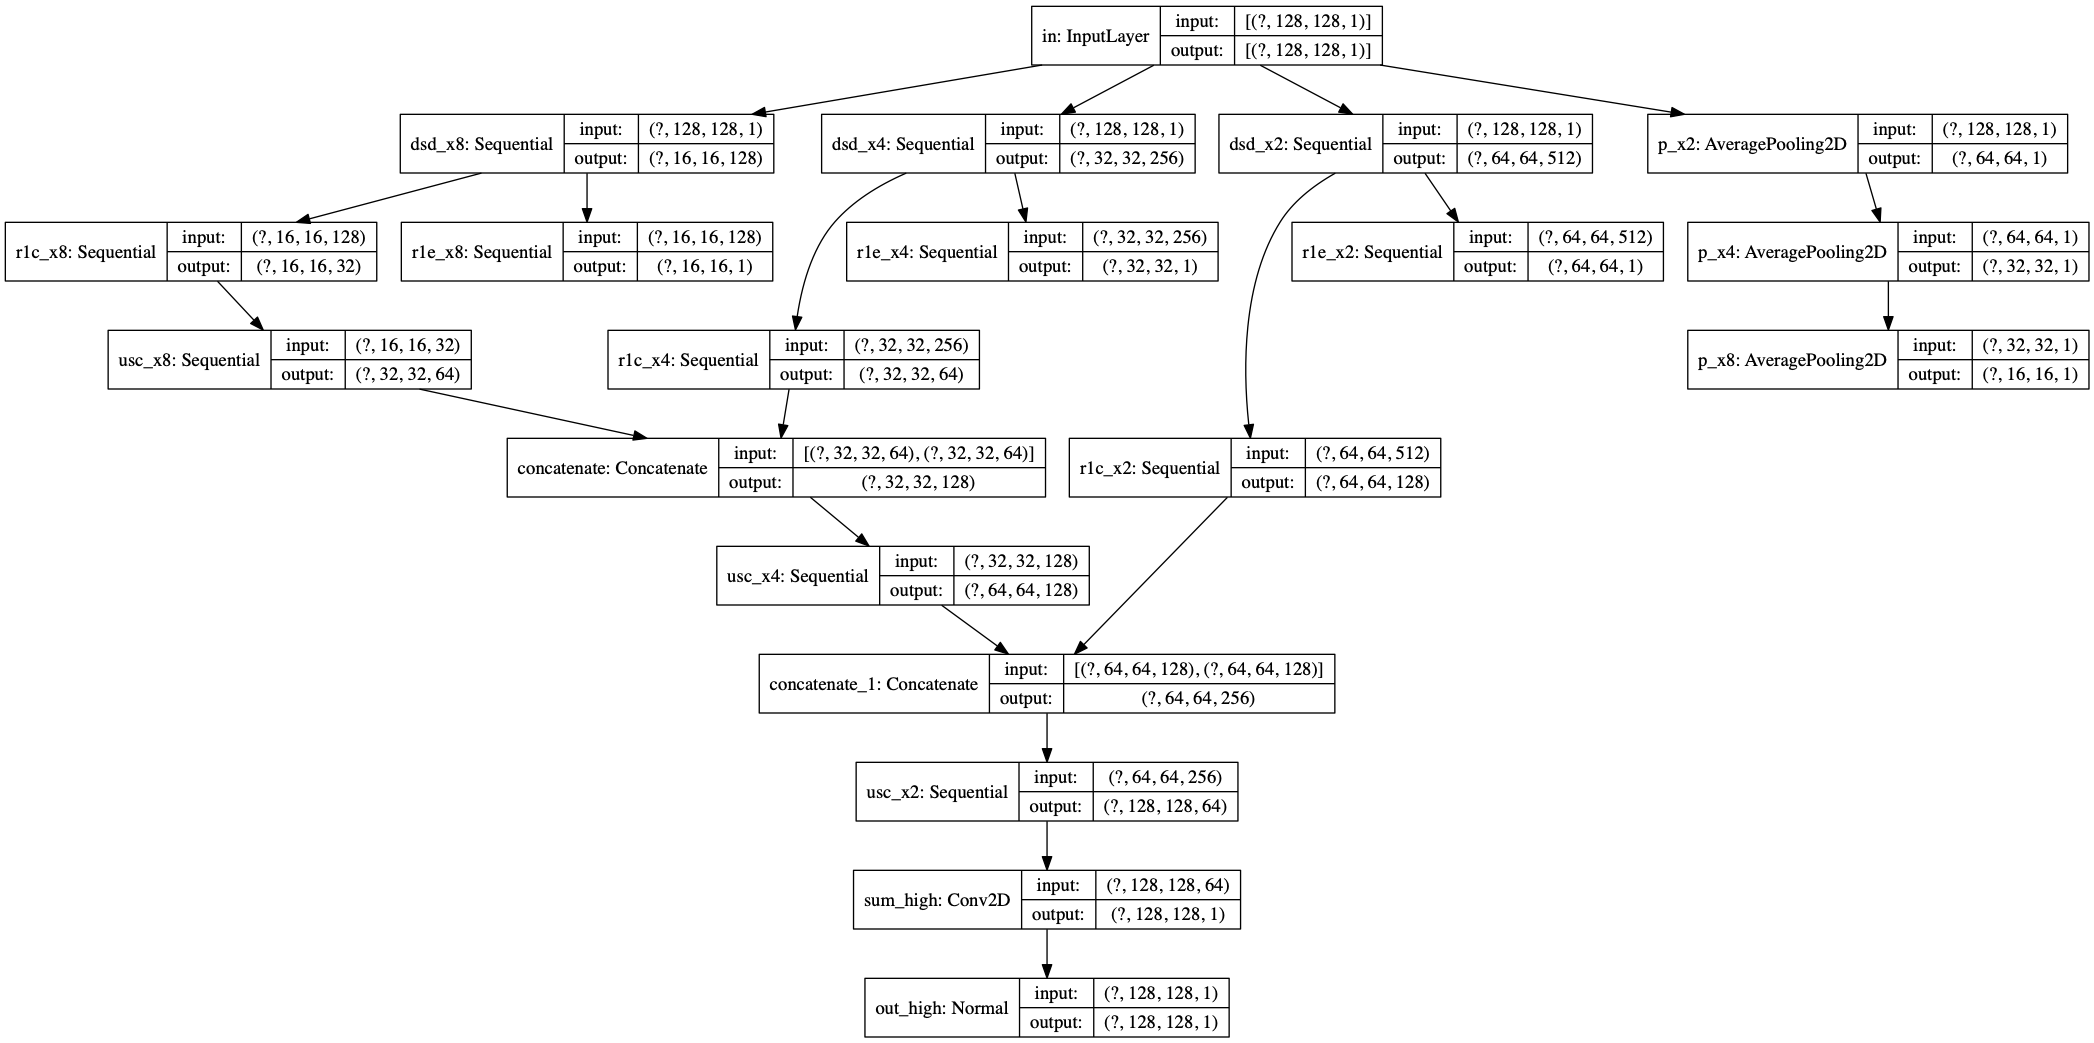 in: InputLayer
input: [(?, 128, 128, 1)]
output: [(?, 128, 128, 1)]
dsd_x8: Sequential
input: (?, 128, 128, 1)
output: (?, 16, 16, 128)
dsd_x4: Sequential
input: (?, 128, 128, 1)
output: (?, 32, 32, 256)
dsd_x2: Sequential
input: (?, 128, 128, 1)
output: (?, 64, 64, 512)
p_x2: AveragePooling2D
input: (?, 128, 128, 1)
output: (?, 64, 64, 1)
r1c_x8: Sequential
input: (?, 16, 16, 128)
output: (?, 16, 16, 32)
r1e_x8: Sequential
input: (?, 16, 16, 128)
output: (?, 16, 16, 1)
r1e_x4: Sequential
input: (?, 32, 32, 256)
output: (?, 32, 32, 1)
r1e_x2: Sequential
input: (?, 64, 64, 512)
output: (?, 64, 64, 1)
p_x4: AveragePooling2D
input: (?, 64, 64, 1)
output: (?, 32, 32, 1)
usc_x8: Sequential
input: (?, 16, 16, 32)
output: (?, 32, 32, 64)
r1c_x4: Sequential
input: (?, 32, 32, 256)
output: (?, 32, 32, 64)
p_x8: AveragePooling2D
input: (?, 32, 32, 1)
output: (?, 16, 16, 1)
concatenate: Concatenate
input: [(?, 32, 32, 64), (?, 32, 32, 64)]
output: (?, 32, 32, 128)
r1c_x2: Sequential
input: (?, 64, 64, 512)
output: (?, 64, 64, 128)
usc_x4: Sequential
input: (?, 32, 32, 128)
output: (?, 64, 64, 128)
concatenate_1: Concatenate
input: [(?, 64, 64, 128), (?, 64, 64, 128)]
output: (?, 64, 64, 256)
usc_x2: Sequential
input: (?, 64, 64, 256)
output: (?, 128, 128, 64)
sum_high: Conv2D
input: (?, 128, 128, 64)
output: (?, 128, 128, 1)
out_high: Normal
input: (?, 128, 128, 1)
output: (?, 128, 128, 1)